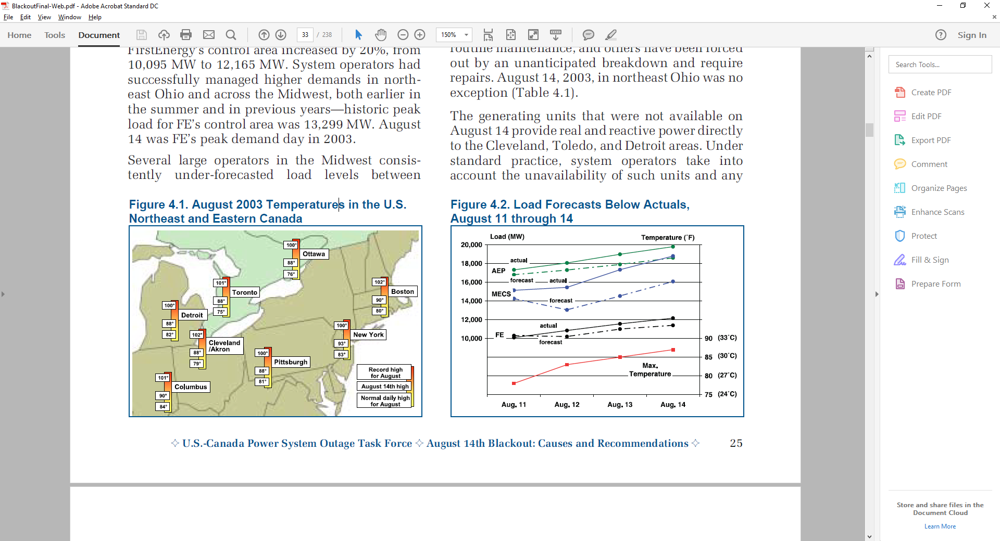 BlackoutFinal-Web.pdf - Adobe Acrobat Standard DC
File Edit View Window Help
Home Tools Document 33 / 238 150% Sign In
FirstEnergy's control area increased by 20%, from
10,095 MW to 12,165 MW. System operators had
successfully managed higher demands in north-
east Ohio and across the Midwest, both earlier in
the summer and in previous years—historic peak
load for FE's control area was 13,299 MW. August
14 was FE's peak demand day in 2003.
Several large operators in the Midwest consis-
tently under-forecasted load levels between
routine maintenance, and others have been forced
out by an unanticipated breakdown and require
repairs. August 14, 2003, in northeast Ohio was no
exception (Table 4.1).
The generating units that were not available on
August 14 provide real and reactive power directly
to the Cleveland, Toledo, and Detroit areas. Under
standard practice, system operators take into
account the unavailability of such units and any
Figure 4.1. August 2003 Temperatures in the U.S.
Northeast and Eastern Canada
100°
Ottawa
88°
76°
101°
Toronto
88°
75°
102°
Boston
90°
80°
100°
Detroit
88°
82°
102°
Cleveland
/Akron
88°
79°
100°
New York
93°
83°
100°
Pittsburgh
88°
81°
101°
Columbus
90°
84°
Record high
for August
August 14th high
Normal daily high
for August
Figure 4.2. Load Forecasts Below Actuals,
August 11 through 14
Load (MW) Temperature (°F)
20,000
18,000
16,000
14,000
12,000
10,000
actual
AEP
forecast
actual
MECS
forecast
actual
FE
forecast
90 (33°C)
85 (30°C)
80 (27°C)
75 (24°C)
Max.
Temperature
Aug. 11 Aug. 12 Aug. 13 Aug. 14
✧ U.S.-Canada Power System Outage Task Force ✧ August 14th Blackout: Causes and Recommendations ✧ 25
Search Tools...
Create PDF
Edit PDF
Export PDF
Comment
Organize Pages
Enhance Scans
Protect
Fill & Sign
Prepare Form
Store and share files in the
Document Cloud
Learn More